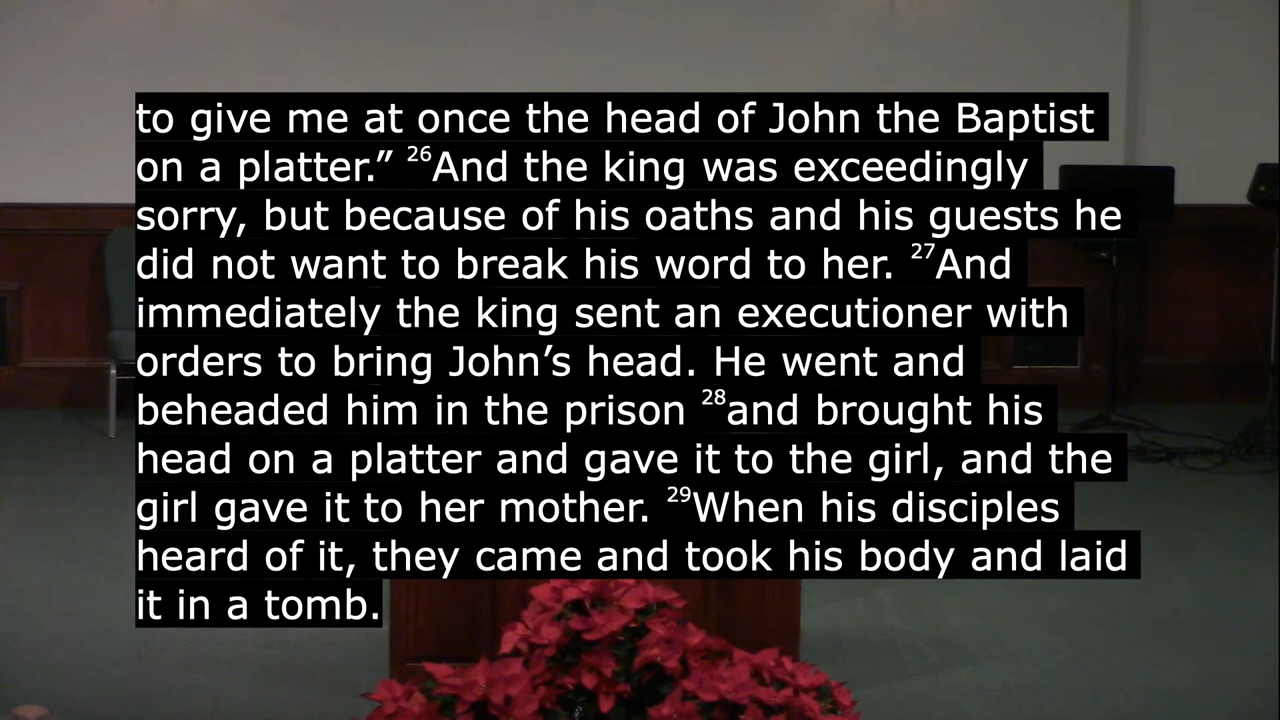 to give me at once the head of John the Baptist
on a platter.” ²⁶And the king was exceedingly
sorry, but because of his oaths and his guests he
did not want to break his word to her. ²⁷And
immediately the king sent an executioner with
orders to bring John’s head. He went and
beheaded him in the prison ²⁸and brought his
head on a platter and gave it to the girl, and the
girl gave it to her mother. ²⁹When his disciples
heard of it, they came and took his body and laid
it in a tomb.